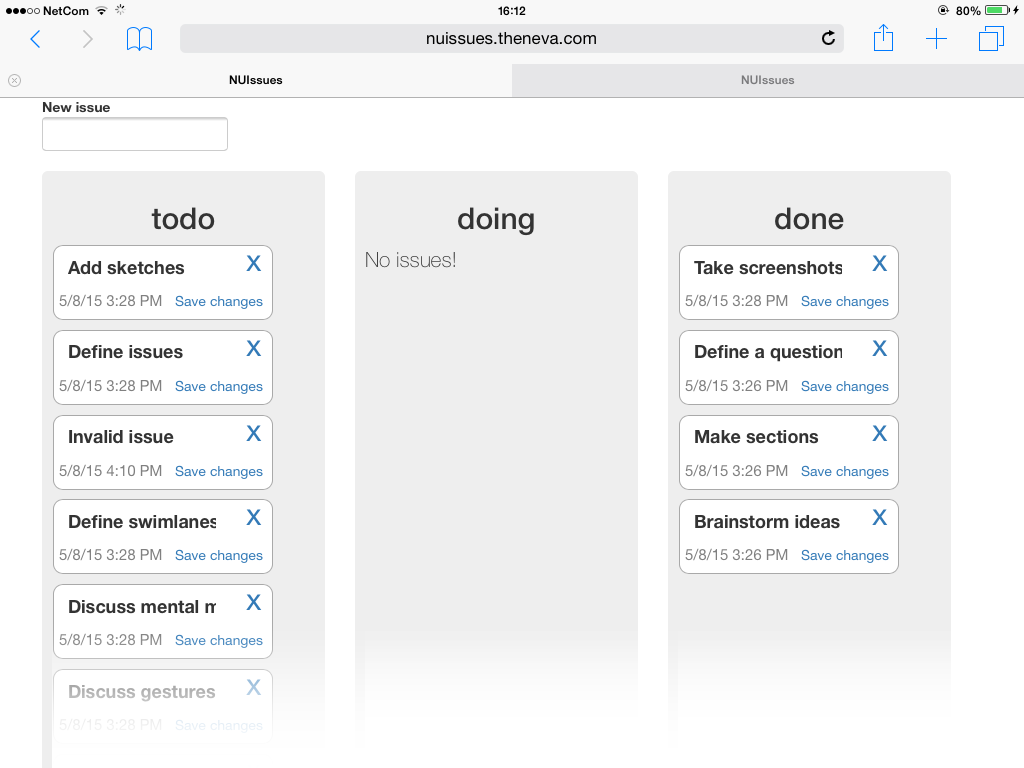 NetCom 16:12 80%
nuissues.theneva.com
NUIssues NUIssues
New issue
todo
Add sketches X
5/8/15 3:28 PM Save changes
Define issues X
5/8/15 3:28 PM Save changes
Invalid issue X
5/8/15 4:10 PM Save changes
Define swimlanes X
5/8/15 3:28 PM Save changes
Discuss mental m X
5/8/15 3:28 PM Save changes
Discuss gestures X
5/8/15 3:28 PM Save changes
doing
No issues!
done
Take screenshots X
5/8/15 3:28 PM Save changes
Define a question X
5/8/15 3:26 PM Save changes
Make sections X
5/8/15 3:26 PM Save changes
Brainstorm ideas X
5/8/15 3:26 PM Save changes